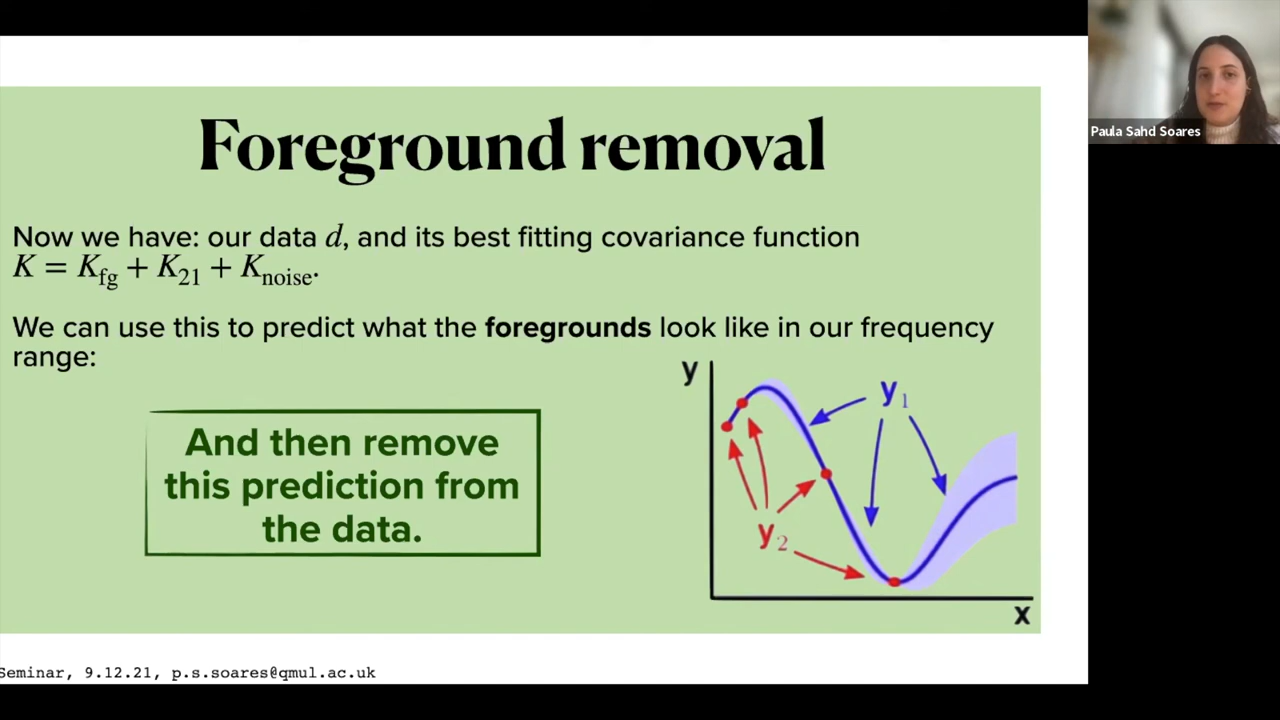 Paula Sahd Soares
Foreground removal
Now we have: our data d, and its best fitting covariance function
K = K_fg + K_21 + K_noise.
We can use this to predict what the foregrounds look like in our frequency
range:
And then remove
this prediction from
the data.
y
y_1
y_2
x
Seminar, 9.12.21, p.s.soares@qmul.ac.uk